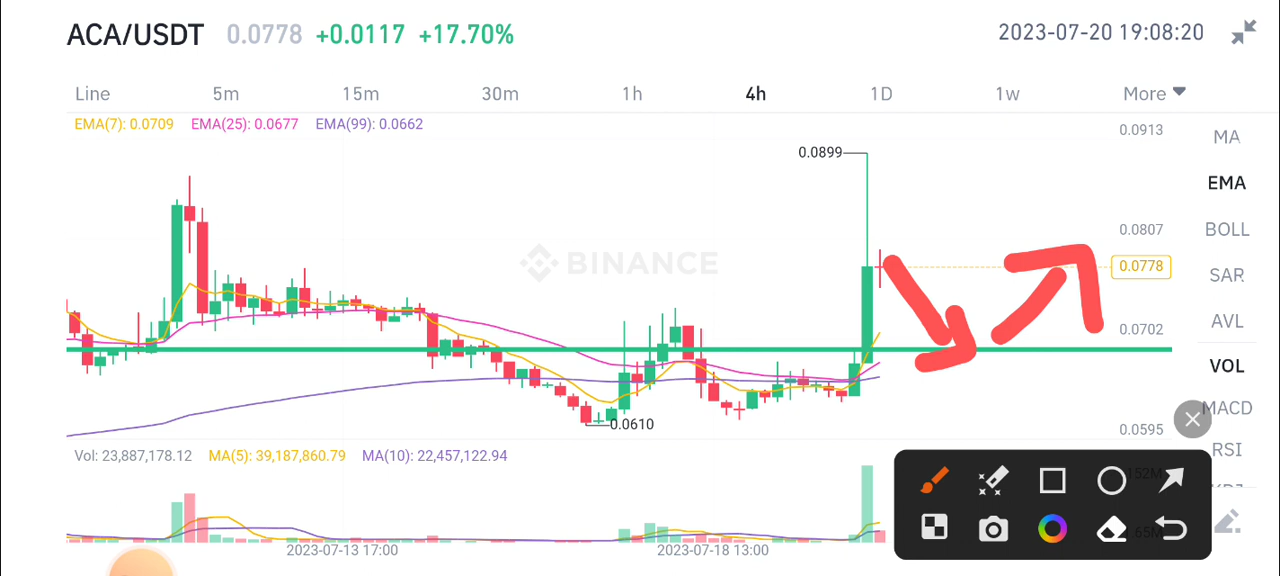 ACA/USDT 0.0778 +0.0117 +17.70% 2023-07-20 19:08:20
Line 5m 15m 30m 1h 4h 1D 1w More
EMA(7): 0.0709 EMA(25): 0.0677 EMA(99): 0.0662
0.0913
MA
0.0899
EMA
0.0807
BOLL
BINANCE
0.0778
SAR
0.0702
AVL
VOL
MACD
0.0610
0.0595
RSI
Vol: 23,887,178.12 MA(5): 39,187,860.79 MA(10): 22,457,122.94
2023-07-13 17:00 2023-07-18 13:00